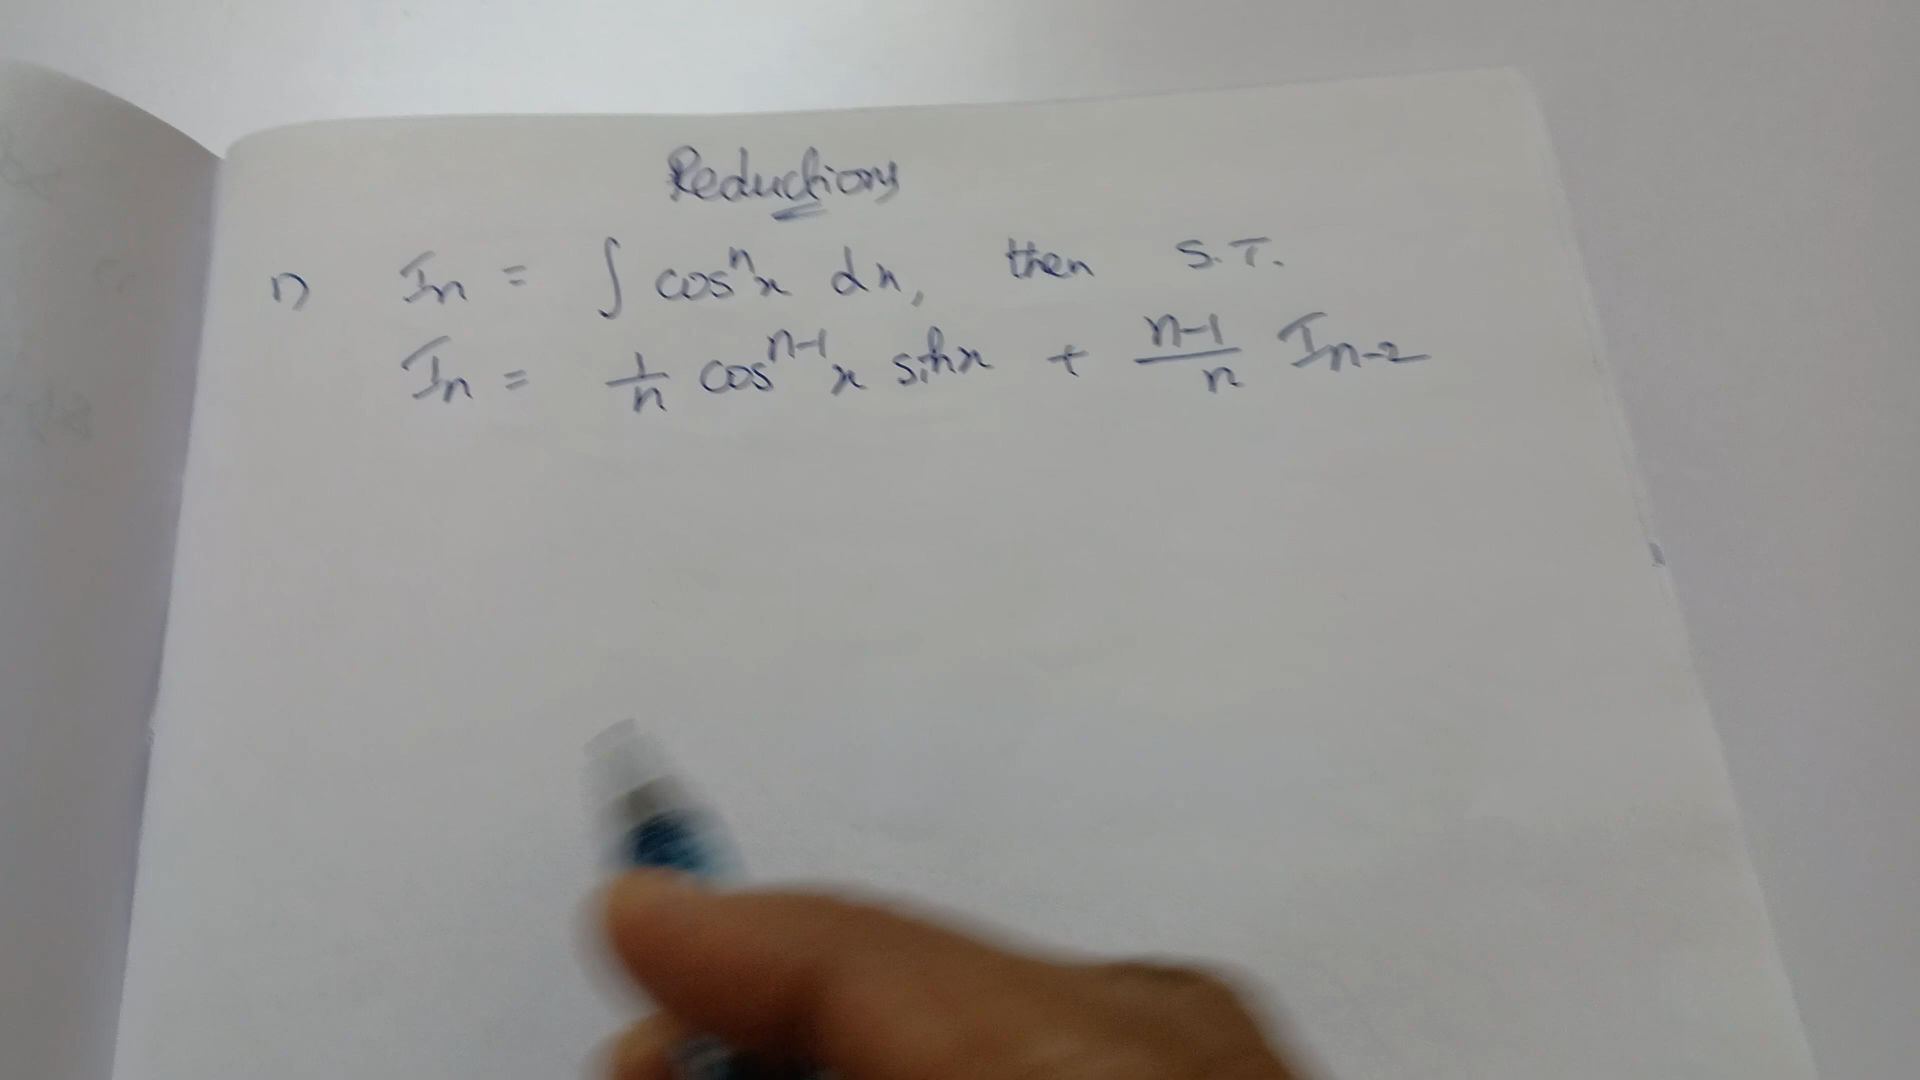 Reductions
1) Iₙ = ∫ cosⁿx dx, then S.T.
Iₙ = 1/n cosⁿ⁻¹x sinx + n-1/n Iₙ₋₂